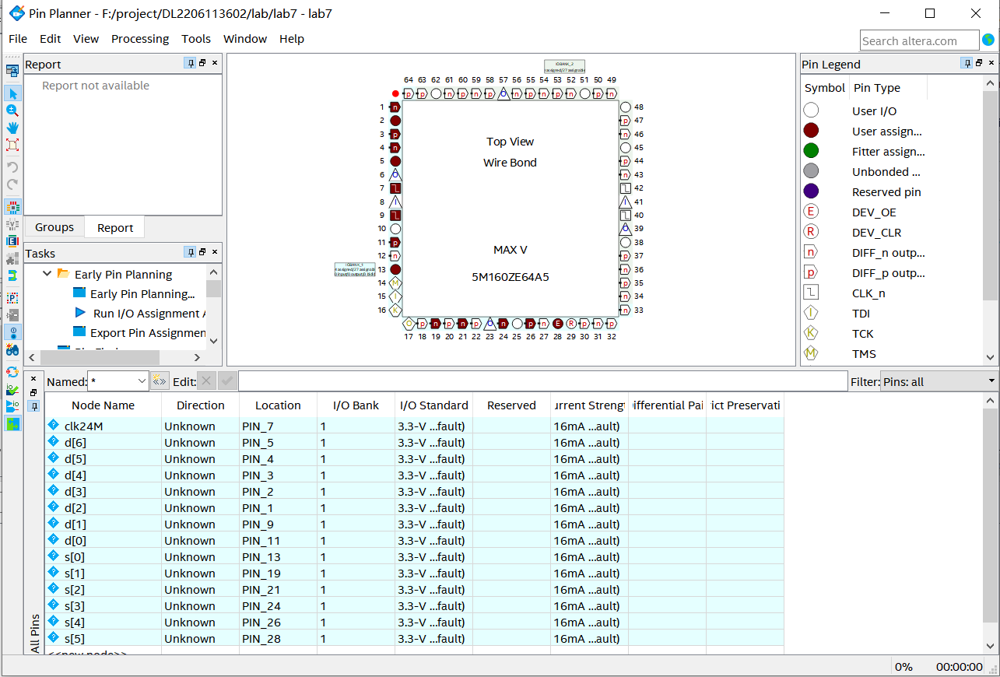 Pin Planner - F:/project/DL2206113602/lab/lab7 - lab7
File Edit View Processing Tools Window Help
Search altera.com
Report
Report not available
Groups Report
Tasks
Early Pin Planning
Early Pin Planning...
Run I/O Assignment
Export Pin Assignmen
IOBANK_2
64 63 62 61 60 59 58 57 56 55 54 53 52 51 50 49
p p n p n p O n p n p n p n
1 n
2
3 p
4 n
5
6 O
7
8 I
9
10
11 p
12 n
IOBANK_1
13
14 M
15 I
16 K
Top View
Wire Bond
MAX V
5M160ZE64A5
48
p 47
n 46
45
p 44
n 43
42
I 41
40
O 39
38
p 37
n 36
p 35
n 34
n 33
O p n p n p O n p n E R p n p
17 18 19 20 21 22 23 24 25 26 27 28 29 30 31 32
Pin Legend
Symbol Pin Type
User I/O
User assign...
Fitter assign...
Unbonded ...
Reserved pin
E DEV_OE
R DEV_CLR
n DIFF_n outp...
p DIFF_p outp...
CLK_n
I TDI
K TCK
M TMS
Named: * Edit: Filter: Pins: all
Node Name Direction Location I/O Bank I/O Standard Reserved urrent Strengt ifferential Pai ict Preservati
clk24M Unknown PIN_7 1 3.3-V ...fault) 16mA ...ault)
d[6] Unknown PIN_5 1 3.3-V ...fault) 16mA ...ault)
d[5] Unknown PIN_4 1 3.3-V ...fault) 16mA ...ault)
d[4] Unknown PIN_3 1 3.3-V ...fault) 16mA ...ault)
d[3] Unknown PIN_2 1 3.3-V ...fault) 16mA ...ault)
d[2] Unknown PIN_1 1 3.3-V ...fault) 16mA ...ault)
d[1] Unknown PIN_9 1 3.3-V ...fault) 16mA ...ault)
d[0] Unknown PIN_11 1 3.3-V ...fault) 16mA ...ault)
s[0] Unknown PIN_13 1 3.3-V ...fault) 16mA ...ault)
s[1] Unknown PIN_19 1 3.3-V ...fault) 16mA ...ault)
s[2] Unknown PIN_21 1 3.3-V ...fault) 16mA ...ault)
s[3] Unknown PIN_24 1 3.3-V ...fault) 16mA ...ault)
s[4] Unknown PIN_26 1 3.3-V ...fault) 16mA ...ault)
s[5] Unknown PIN_28 1 3.3-V ...fault) 16mA ...ault)
<<new node>>
All Pins
0% 00:00:00